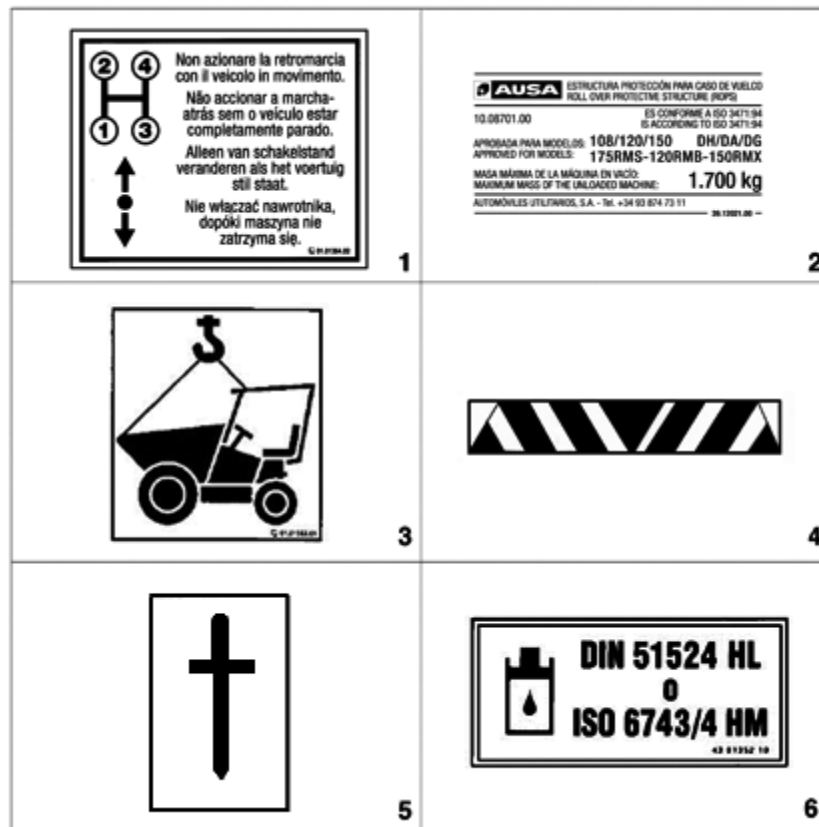 2 4
1 3
Non azionare la retromarcia
con il veicolo in movimento.
Não accionar a marcha-
atrás sem o veículo estar
completamente parado.
Alleen van schakelstand
veranderen als het voertuig
stil staat.
Nie włączać nawrotnika,
dopóki maszyna nie
zatrzyma się.
1
AUSA ESTRUCTURA PROTECCIÓN PARA CASO DE VUELCO
ROLL OVER PROTECTIVE STRUCTURE (ROPS)
10.08701.00 ES CONFORME A ISO 3471:94
IS ACCORDING TO ISO 3471:94
APROBADA PARA MODELOS: 108/120/150 DH/DA/DG
APPROVED FOR MODELS: 175RMS-120RMB-150RMX
MASA MÁXIMA DE LA MÁQUINA EN VACÍO:
MAXIMUM MASS OF THE UNLOADED MACHINE: 1.700 kg
AUTOMÓVILES UTILITARIOS, S.A. - Tel. +34 93 874 73 11
2
3
4
5
DIN 51524 HL
O
ISO 6743/4 HM
43 01352 10
6